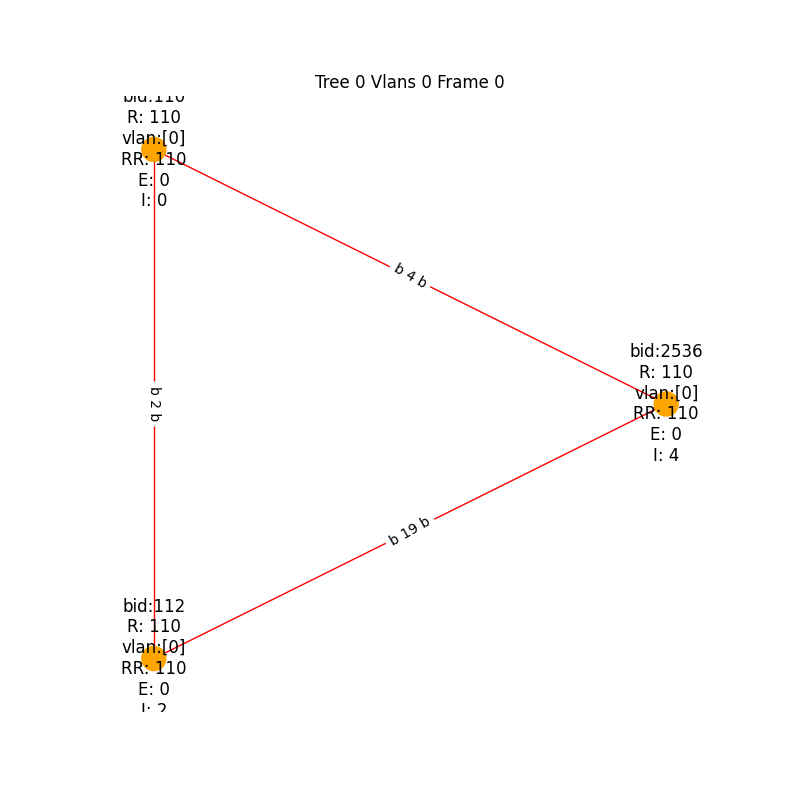 Tree 0 Vlans 0 Frame 0
bid:110
R: 110
vlan:[0]
RR: 110
E: 0
I: 0
b 4 b
bid:2536
R: 110
vlan:[0]
RR: 110
E: 0
I: 4
b 2 b
b 19 b
bid:112
R: 110
vlan:[0]
RR: 110
E: 0
I: 2